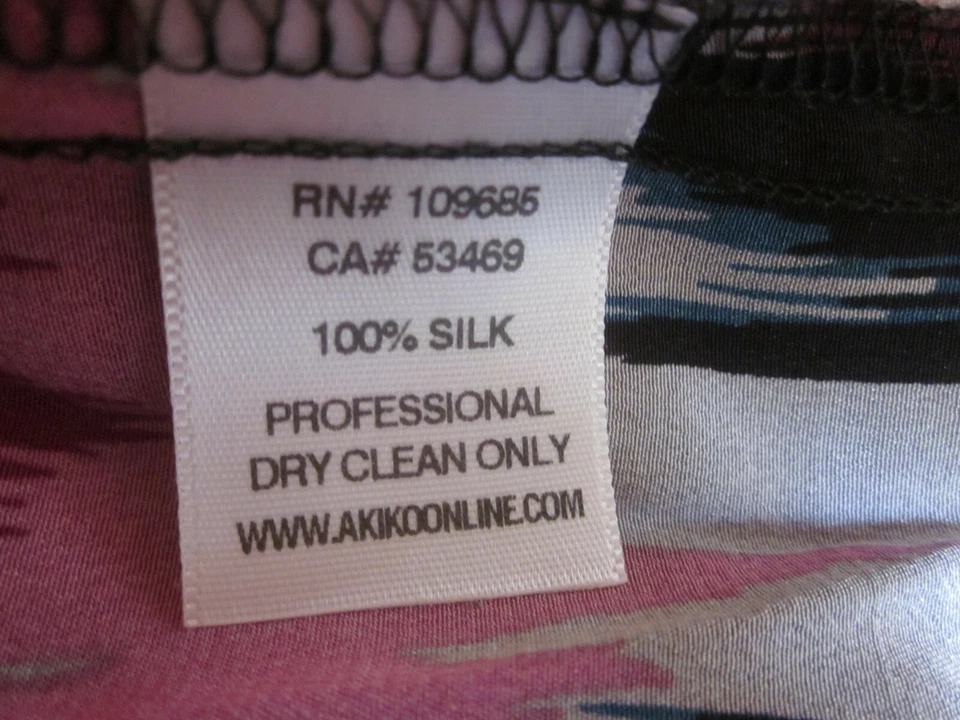 RN# 109685
CA# 53469
100% SILK
PROFESSIONAL
DRY CLEAN ONLY
WWW.AKIKOONLINE.COM